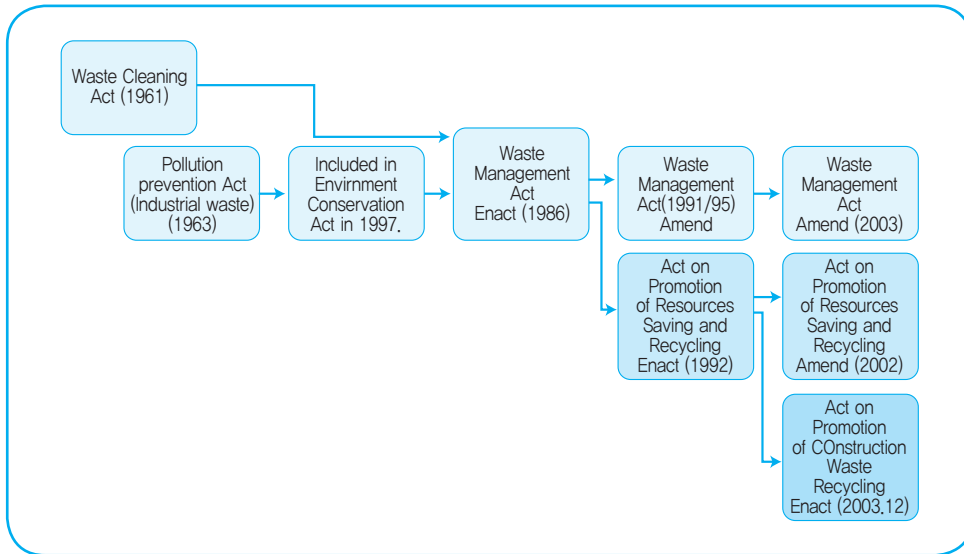 Waste Cleaning
Act (1961)
Pollution
prevention Act
(Industrial waste)
(1963)
Included in
Envirnment
Conservation
Act in 1997.
Waste
Management
Act
Enact (1986)
Waste
Management
Act(1991/95)
Amend
Waste
Management
Act
Amend (2003)
Act on
Promotion
of Resources
Saving and
Recycling
Enact (1992)
Act on
Promotion
of Resources
Saving and
Recycling
Amend (2002)
Act on
Promotion
of COnstruction
Waste
Recycling
Enact (2003.12)